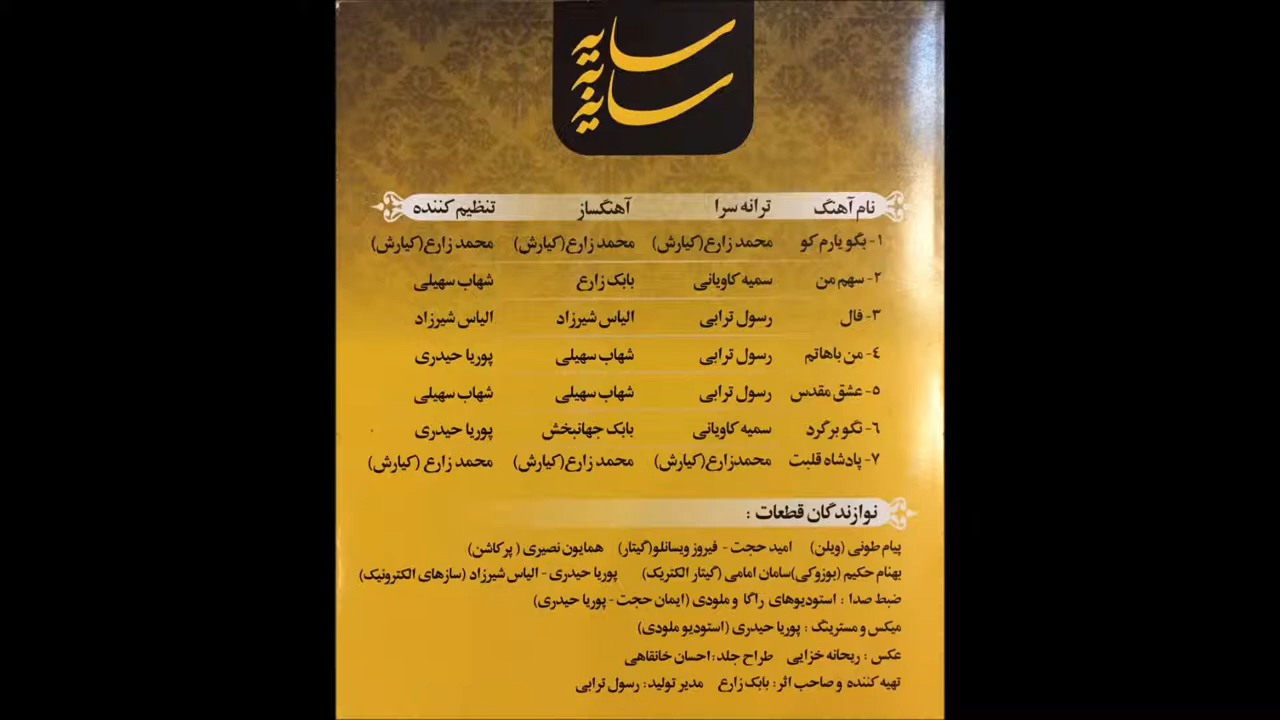 سایه
سایه
نام آهنگ ترانه سرا آهنگساز تنظیم کننده
۱- بگو یارم کو محمد زارع(کیارش) محمد زارع(کیارش) محمد زارع(کیارش)
۲- سهم من سمیه کاویانی بابک زارع شهاب سهیلی
۳- فال رسول ترابی الیاس شیرزاد الیاس شیرزاد
٤- من باهاتم رسول ترابی شهاب سهیلی پوریا حیدری
۵- عشق مقدس رسول ترابی شهاب سهیلی شهاب سهیلی
٦- نگو برگرد سمیه کاویانی بابک جهانبخش پوریا حیدری
۷- پادشاه قلبت محمدزارع(کیارش) محمد زارع(کیارش) محمد زارع (کیارش)
نوازندگان قطعات :
پیام طونی (ویلن) امید حجت - فیروز ویسانلو(گیتار) همایون نصیری ( پرکاشن)
بهنام حکیم (بوزوکی)سامان امامی (گیتار الکتریک) پوریا حیدری - الیاس شیرزاد (سازهای الکترونیک)
ضبط صدا : استودیوهای راگا و ملودی (ایمان حجت - پوریا حیدری)
میکس و مسترینگ : پوریا حیدری (استودیو ملودی)
عکس : ریحانه خزایی طراح جلد: احسان خانقاهی
تهیه کننده و صاحب اثر: بابک زارع مدیر تولید: رسول ترابی